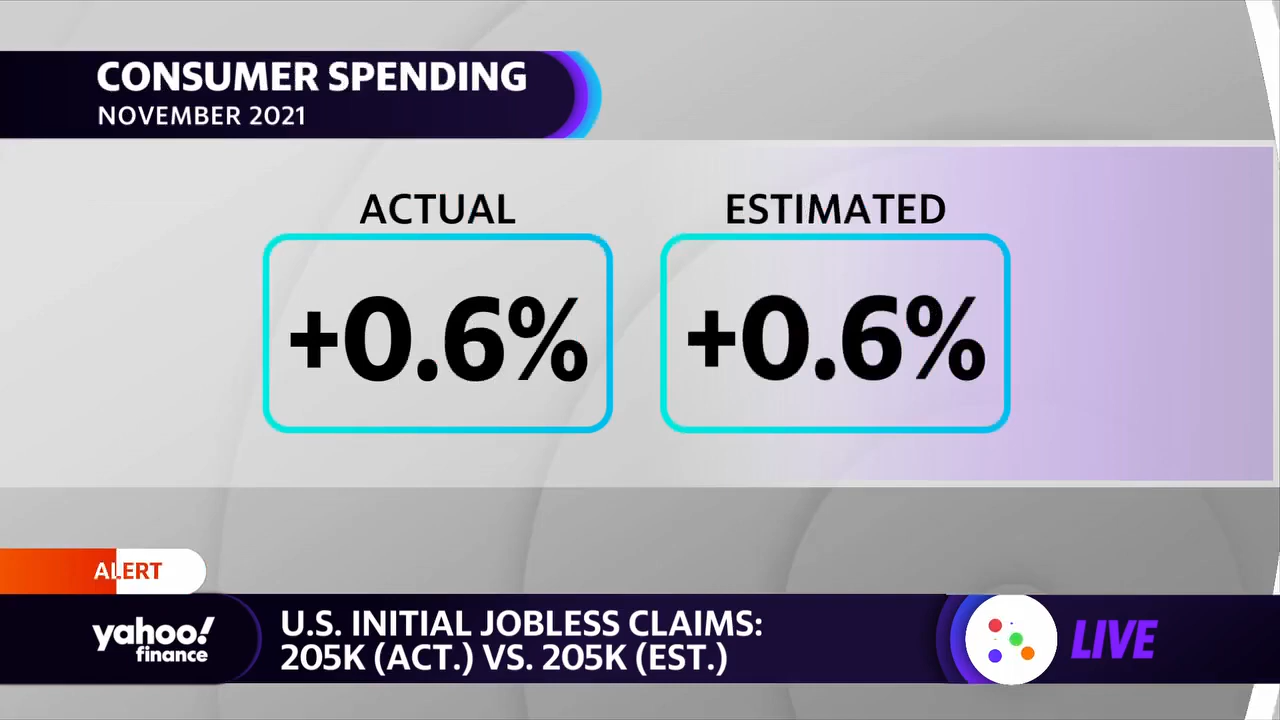 CONSUMER SPENDING
NOVEMBER 2021
ACTUAL
ESTIMATED
+0.6%
+0.6%
ALERT
yahoo!
finance
U.S. INITIAL JOBLESS CLAIMS:
205K (ACT.) VS. 205K (EST.)
LIVE